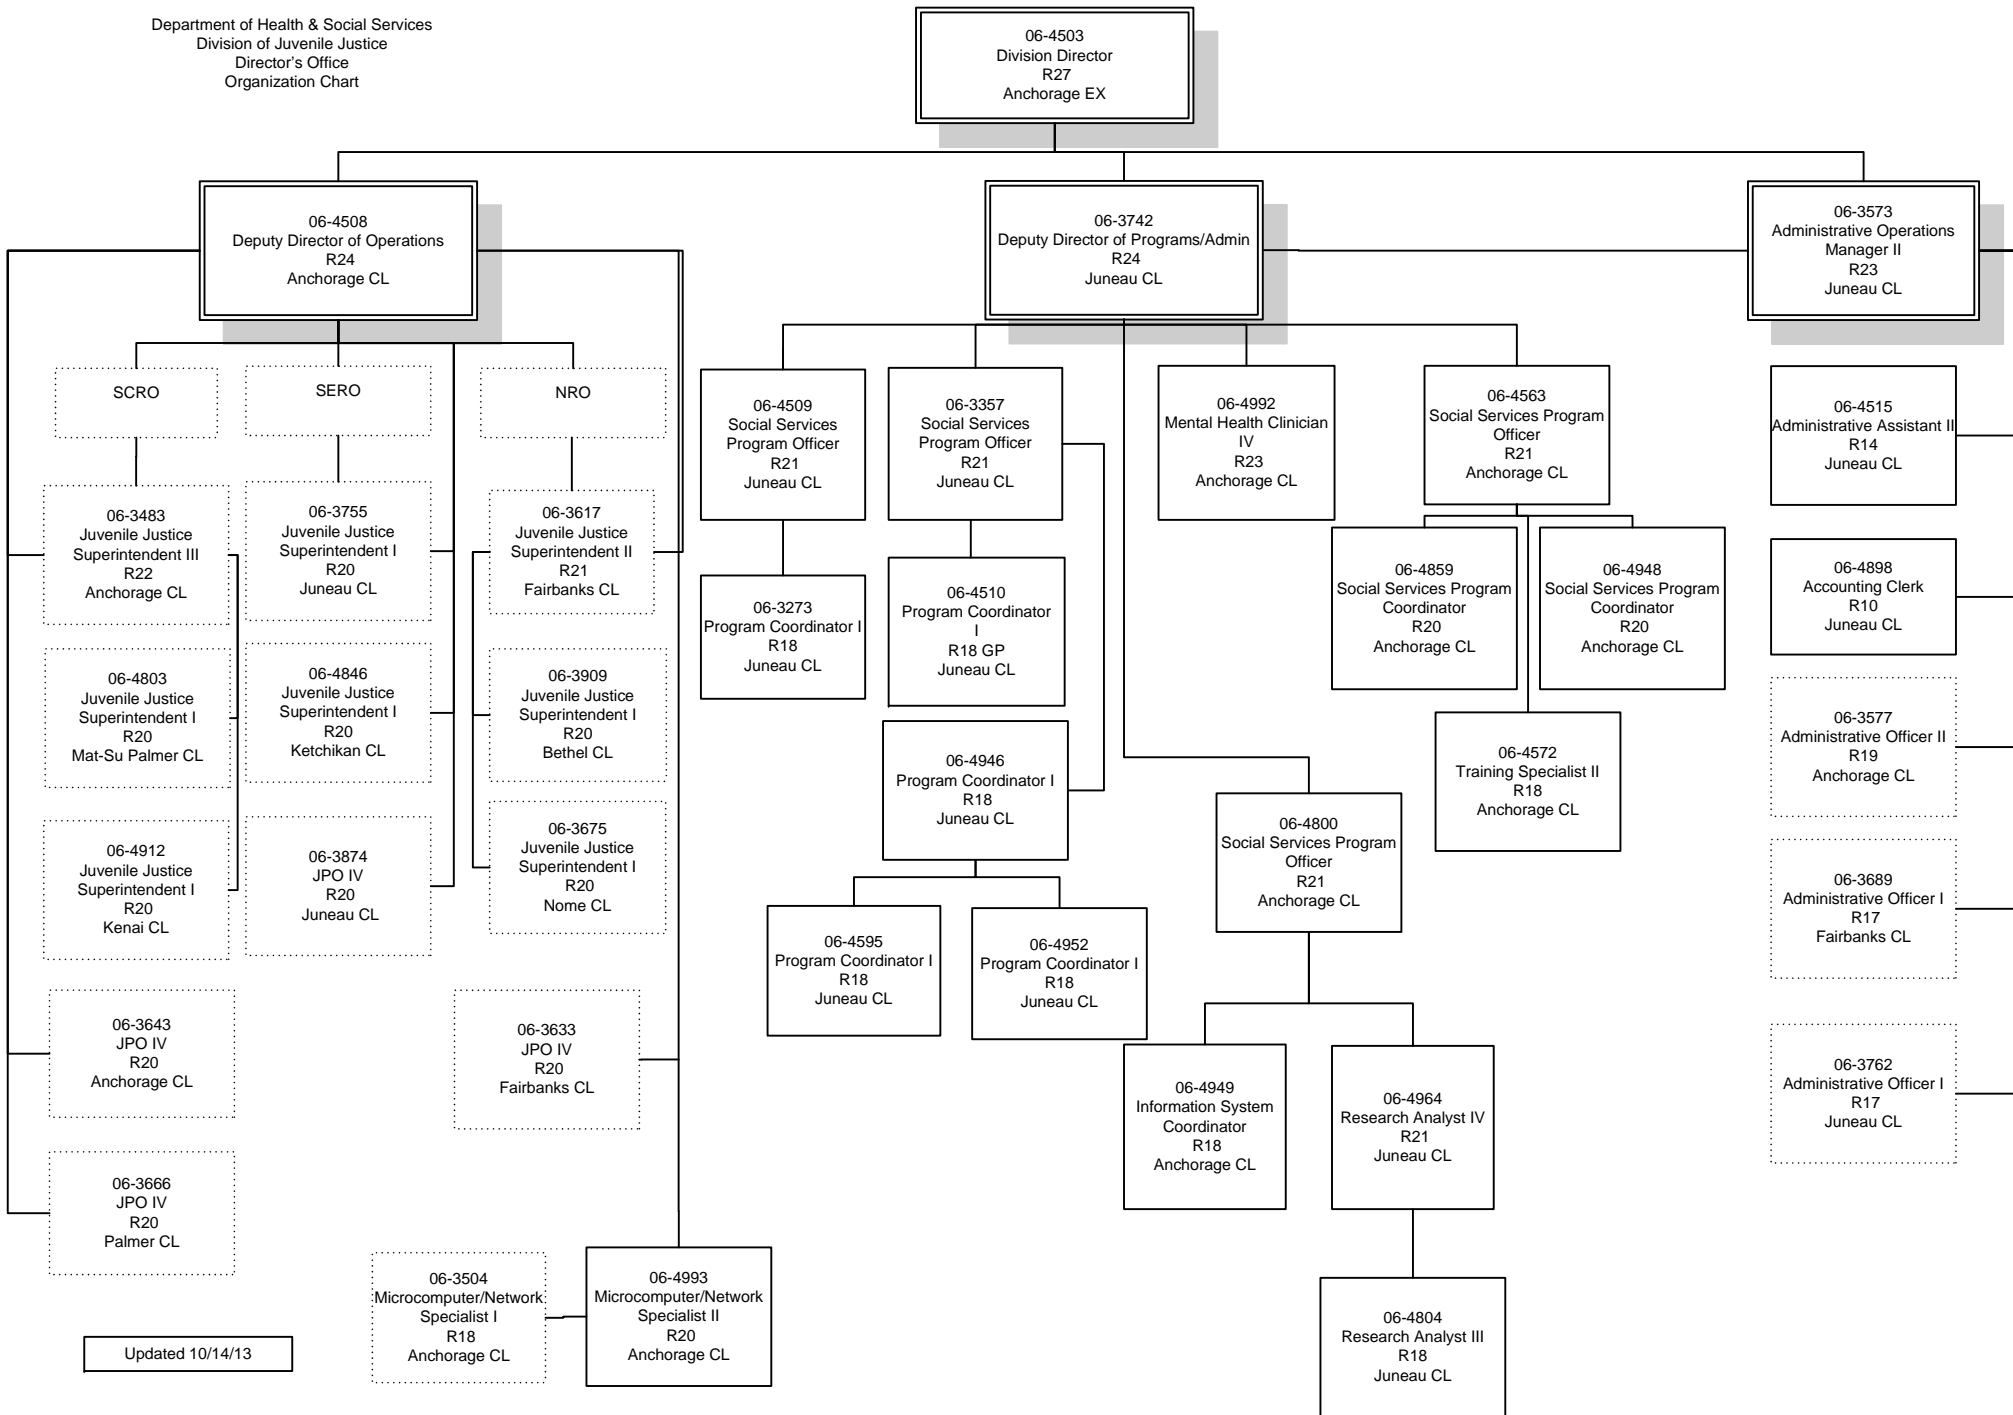 Department of Health & Social Services
Division of Juvenile Justice
Director's Office
Organization Chart
06-4503
Division Director
R27
Anchorage EX
06-4508
Deputy Director of Operations
R24
Anchorage CL
06-3742
Deputy Director of Programs/Admin
R24
Juneau CL
06-3573
Administrative Operations
Manager II
R23
Juneau CL
SCRO
SERO
NRO
06-3483
Juvenile Justice
Superintendent III
R22
Anchorage CL
06-3755
Juvenile Justice
Superintendent I
R20
Juneau CL
06-3617
Juvenile Justice
Superintendent II
R21
Fairbanks CL
06-4803
Juvenile Justice
Superintendent I
R20
Mat-Su Palmer CL
06-4846
Juvenile Justice
Superintendent I
R20
Ketchikan CL
06-3909
Juvenile Justice
Superintendent I
R20
Bethel CL
06-4912
Juvenile Justice
Superintendent I
R20
Kenai CL
06-3874
JPO IV
R20
Juneau CL
06-3675
Juvenile Justice
Superintendent I
R20
Nome CL
06-3643
JPO IV
R20
Anchorage CL
06-3633
JPO IV
R20
Fairbanks CL
06-3666
JPO IV
R20
Palmer CL
06-3504
Microcomputer/Network
Specialist I
R18
Anchorage CL
06-4993
Microcomputer/Network
Specialist II
R20
Anchorage CL
Updated 10/14/13
06-4509
Social Services
Program Officer
R21
Juneau CL
06-3357
Social Services
Program Officer
R21
Juneau CL
06-4992
Mental Health Clinician
IV
R23
Anchorage CL
06-4563
Social Services Program
Officer
R21
Anchorage CL
06-3273
Program Coordinator I
R18
Juneau CL
06-4510
Program Coordinator
I
R18 GP
Juneau CL
06-4859
Social Services Program
Coordinator
R20
Anchorage CL
06-4948
Social Services Program
Coordinator
R20
Anchorage CL
06-4946
Program Coordinator I
R18
Juneau CL
06-4572
Training Specialist II
R18
Anchorage CL
06-4595
Program Coordinator I
R18
Juneau CL
06-4952
Program Coordinator I
R18
Juneau CL
06-4800
Social Services Program
Officer
R21
Anchorage CL
06-4949
Information System
Coordinator
R18
Anchorage CL
06-4964
Research Analyst IV
R21
Juneau CL
06-4804
Research Analyst III
R18
Juneau CL
06-4515
Administrative Assistant II
R14
Juneau CL
06-4898
Accounting Clerk
R10
Juneau CL
06-3577
Administrative Officer II
R19
Anchorage CL
06-3689
Administrative Officer I
R17
Fairbanks CL
06-3762
Administrative Officer I
R17
Juneau CL